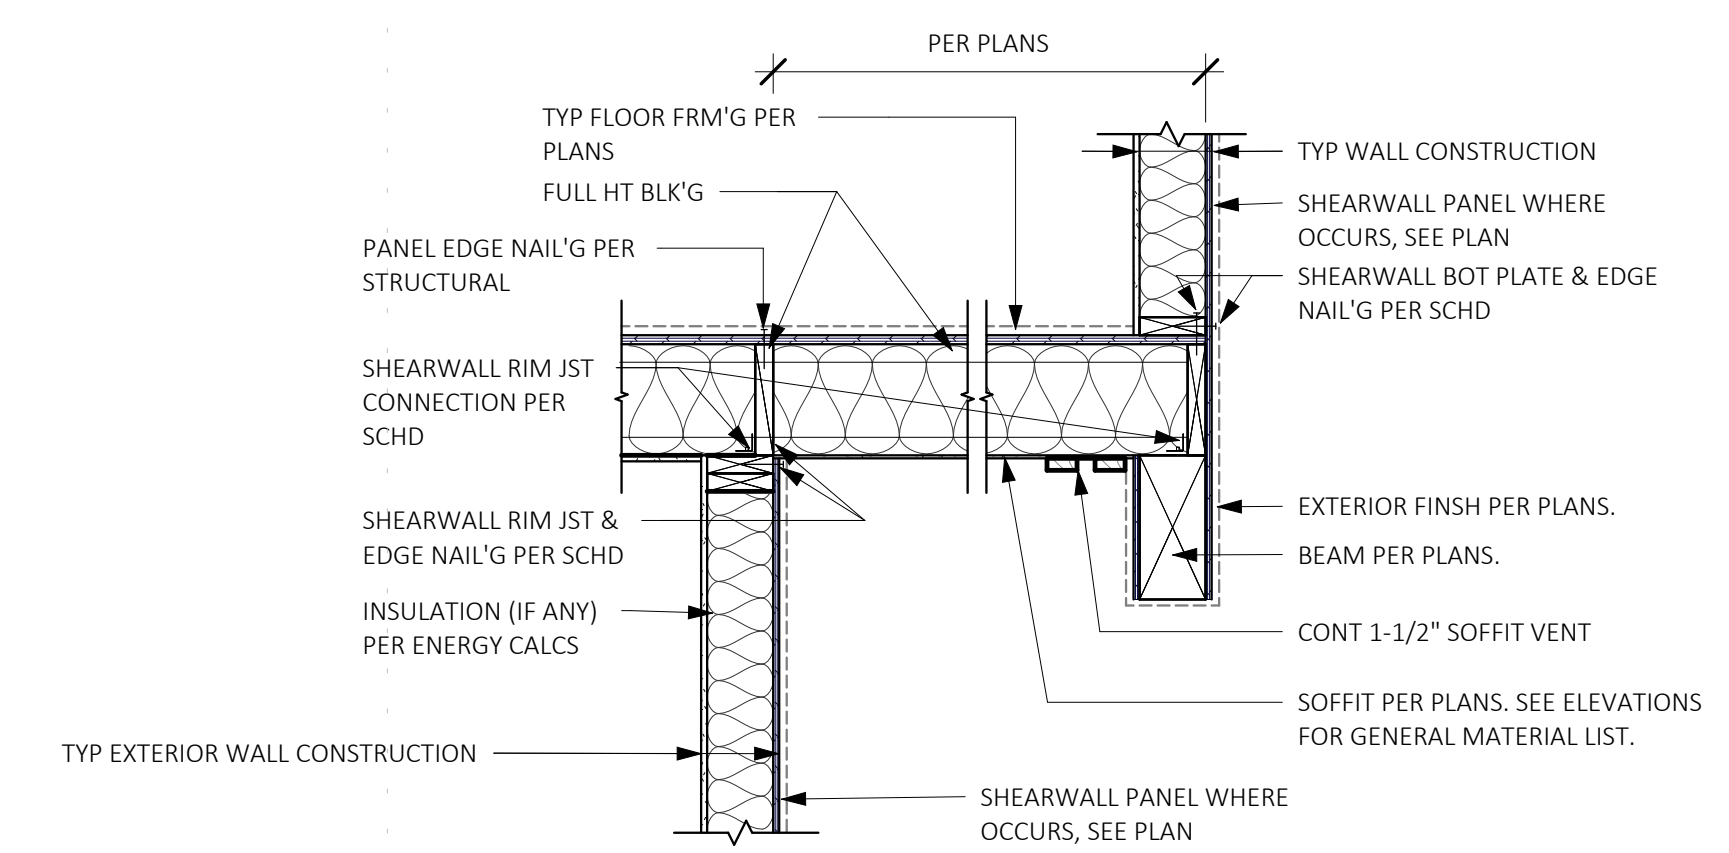 PER PLANS
TYP FLOOR FRM'G PER
PLANS
FULL HT BLK'G
PANEL EDGE NAIL'G PER
STRUCTURAL
SHEARWALL RIM JST
CONNECTION PER
SCHD
SHEARWALL RIM JST &
EDGE NAIL'G PER SCHD
INSULATION (IF ANY)
PER ENERGY CALCS
TYP EXTERIOR WALL CONSTRUCTION
TYP WALL CONSTRUCTION
SHEARWALL PANEL WHERE
OCCURS, SEE PLAN
SHEARWALL BOT PLATE & EDGE
NAIL'G PER SCHD
EXTERIOR FINSH PER PLANS.
BEAM PER PLANS.
CONT 1-1/2" SOFFIT VENT
SOFFIT PER PLANS. SEE ELEVATIONS
FOR GENERAL MATERIAL LIST.
SHEARWALL PANEL WHERE
OCCURS, SEE PLAN